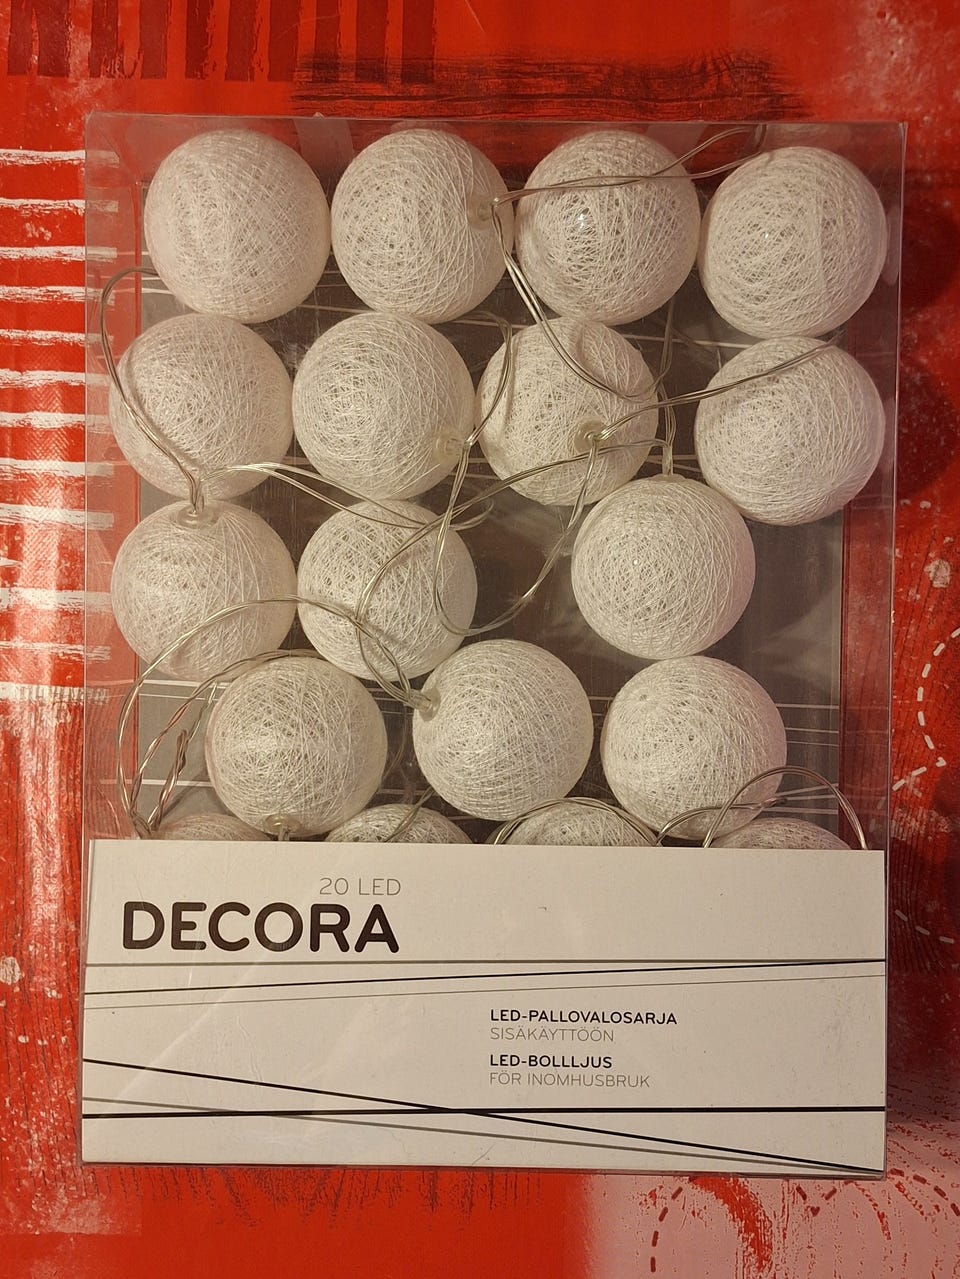 20 LED
DECORA
LED-PALLOVALOSARJA
SISÄKÄYTTÖÖN
LED-BOLLLJUS
FÖR INOMHUSBRUK